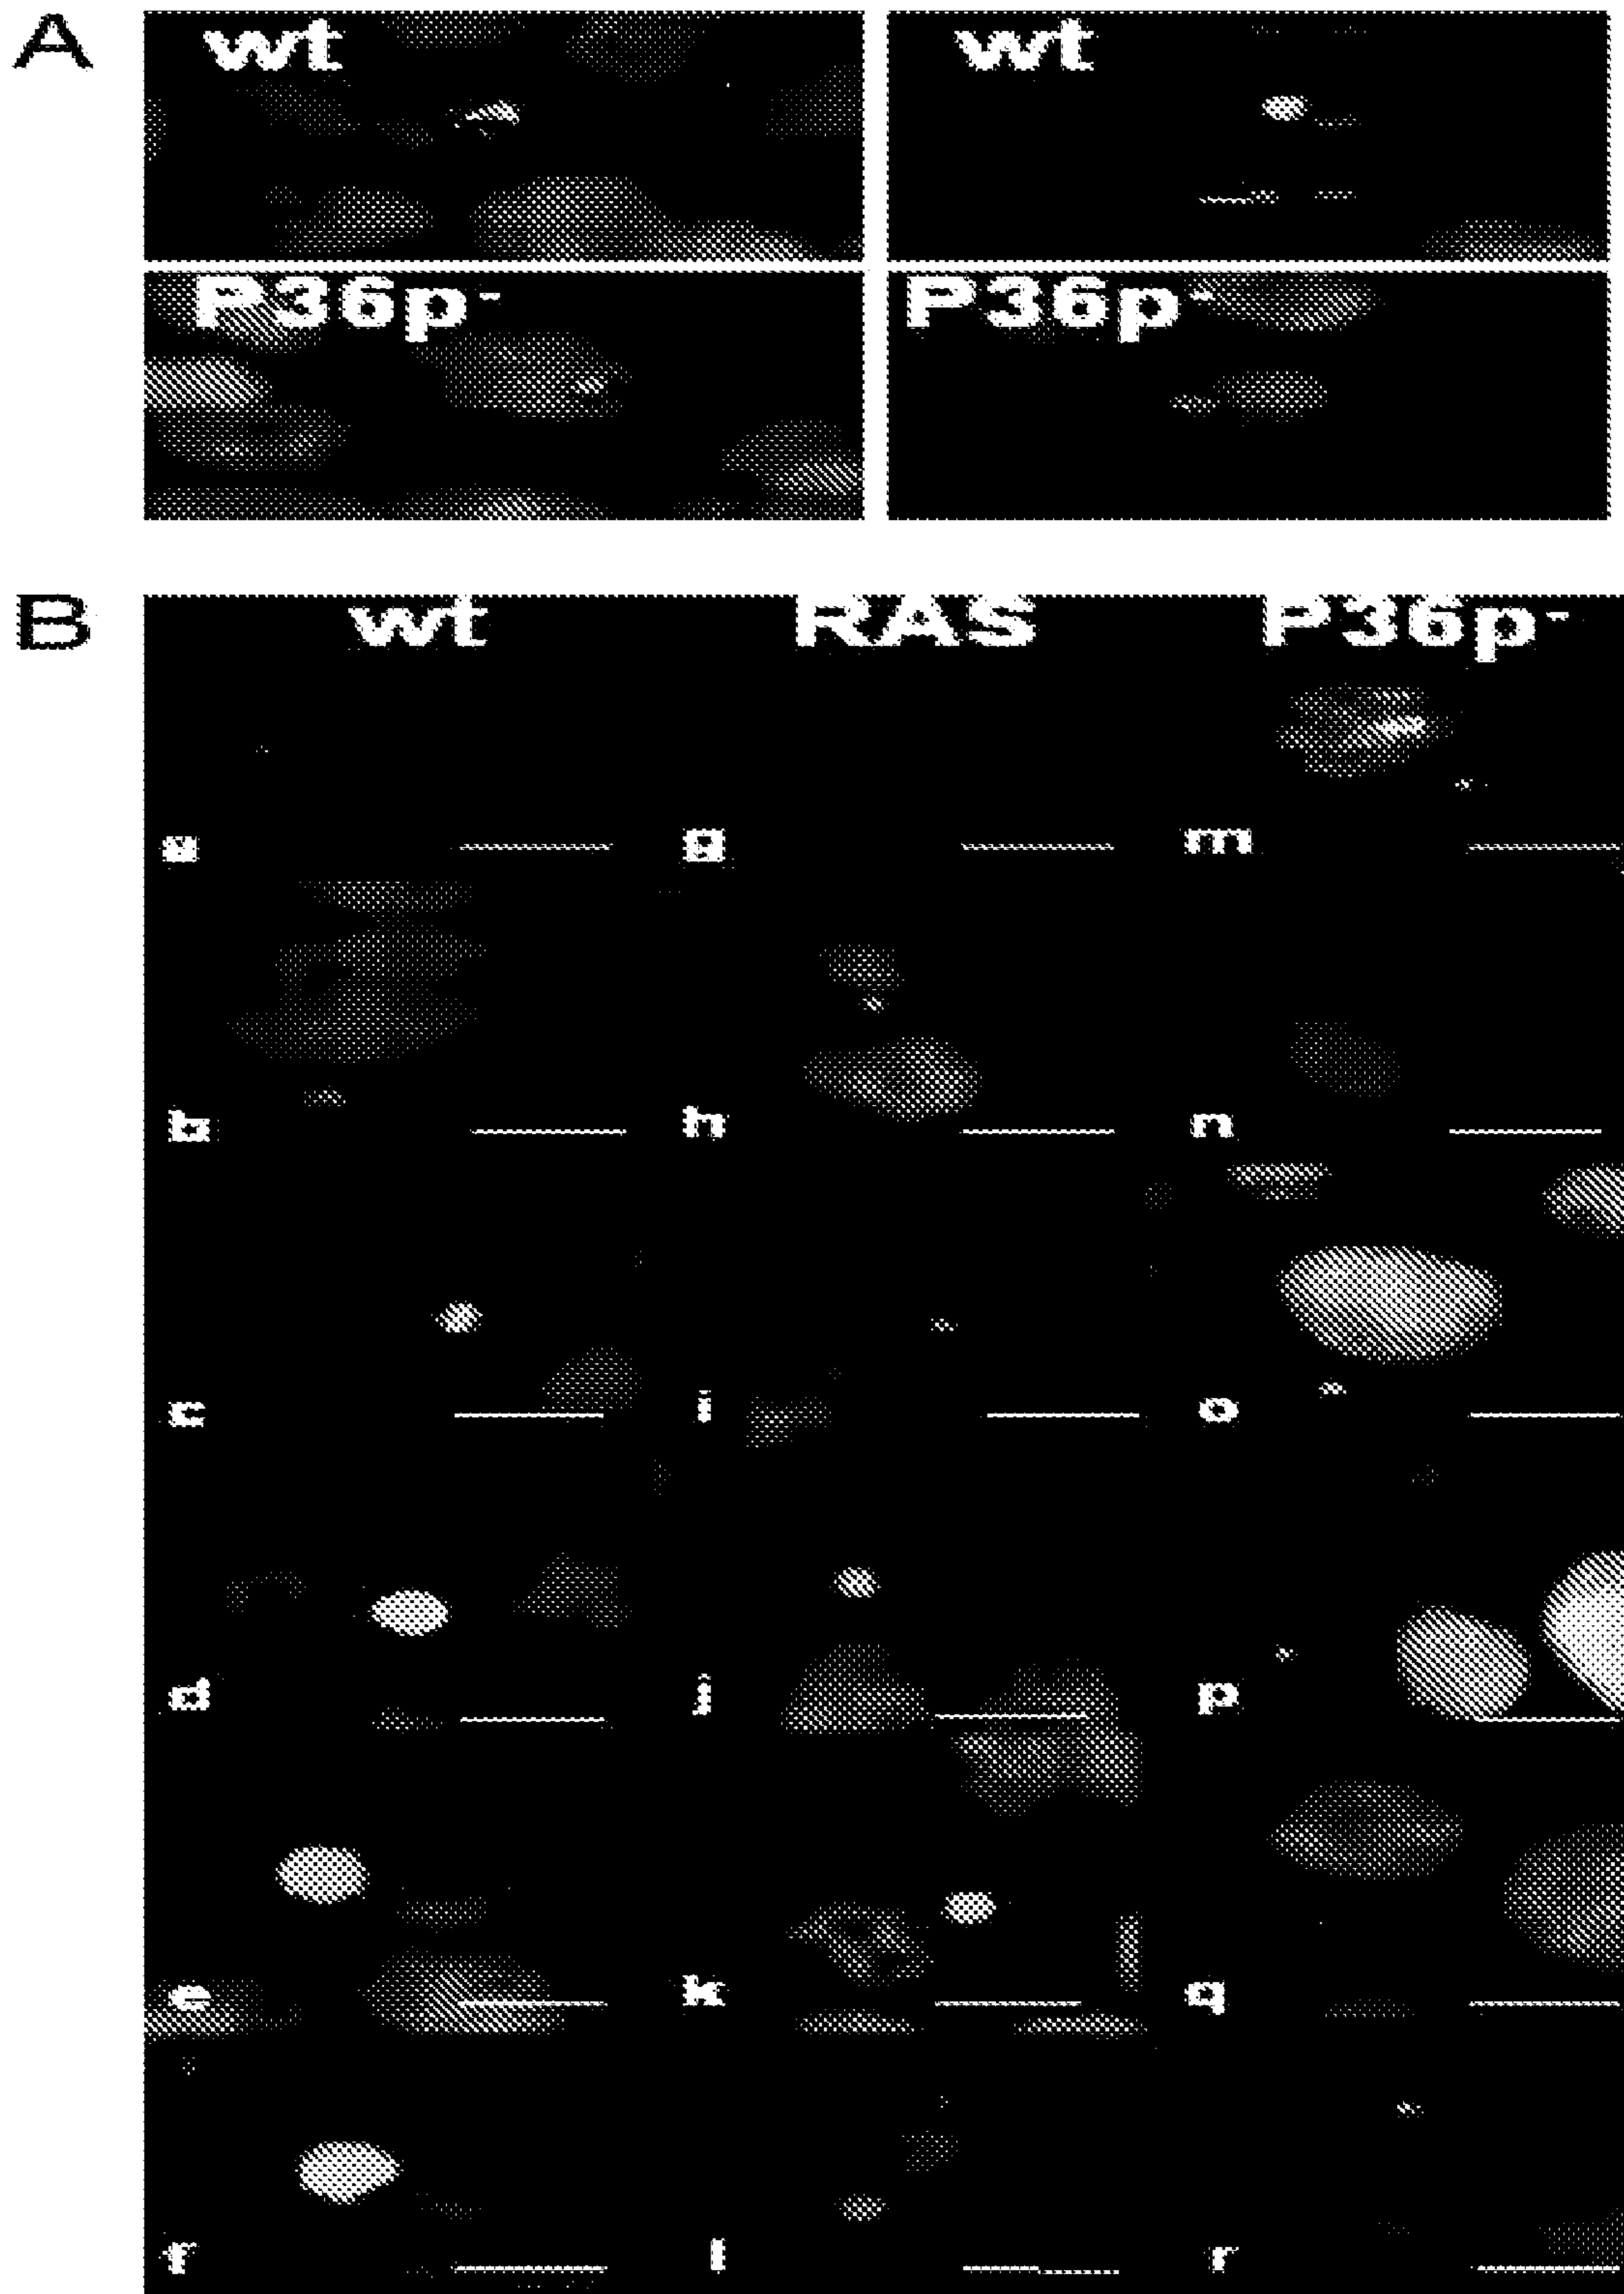 A
wt wt
P36p- P36p-
B
wt RAS P36p-
a g m
b h n
c i o
d j p
e k q
f l r